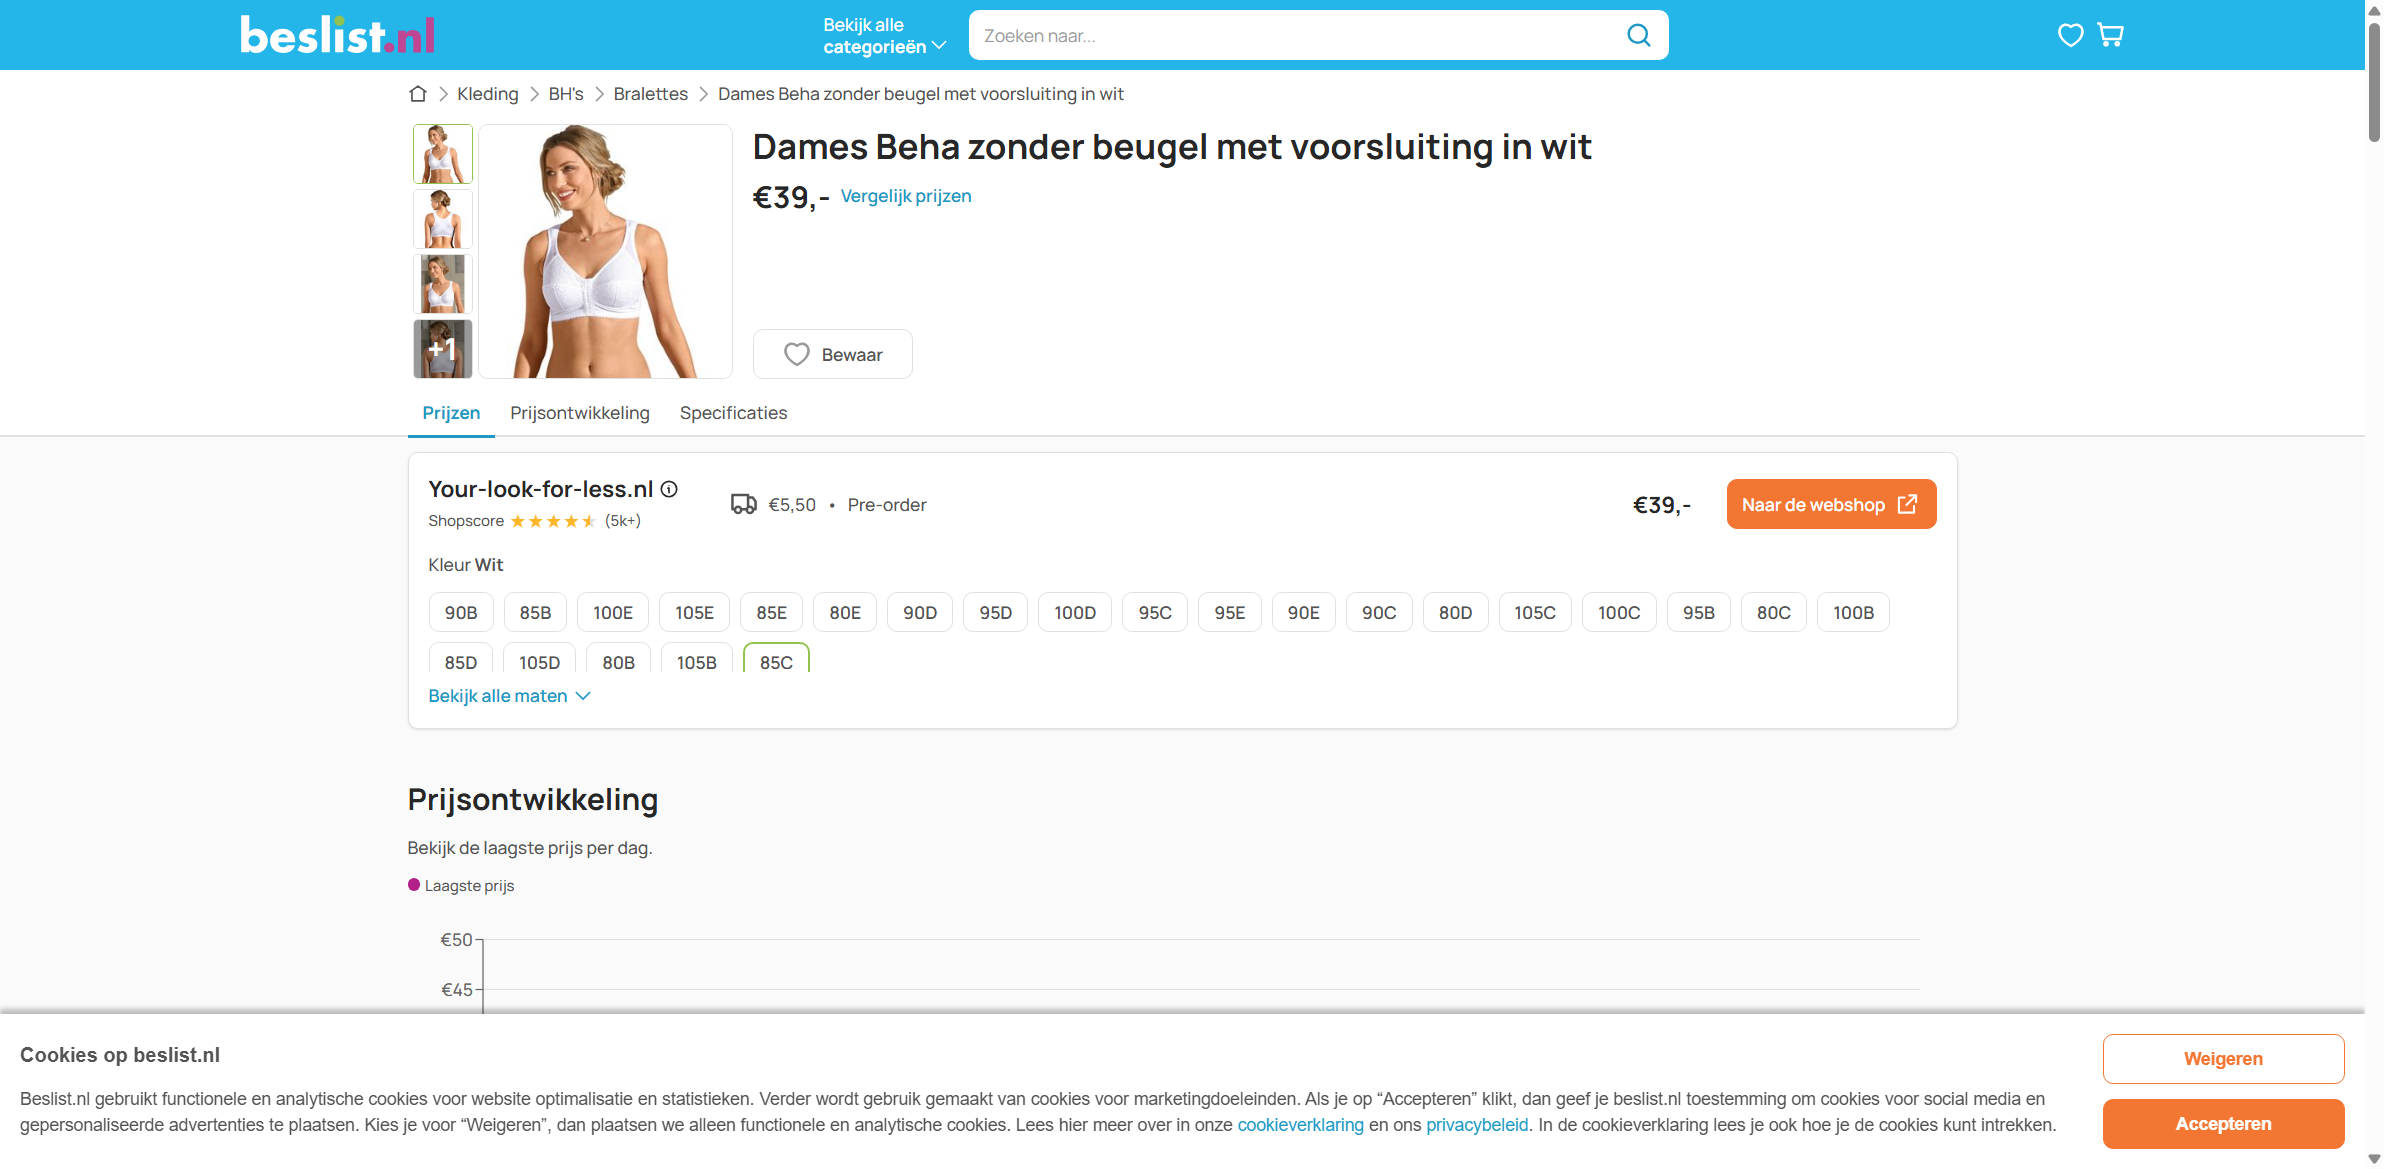 beslist.nl
Bekijk alle
categorieën
Zoeken naar...
Kleding
BH's
Bralettes
Dames Beha zonder beugel met voorsluiting in wit
Dames Beha zonder beugel met voorsluiting in wit
€39,- Vergelijk prijzen
+1
Bewaar
Prijzen
Prijsontwikkeling
Specificaties
Your-look-for-less.nl
Shopscore (5k+)
€5,50 • Pre-order
€39,-
Naar de webshop
Kleur Wit
90B 85B 100E 105E 85E 80E 90D 95D 100D 95C 95E 90E 90C 80D 105C 100C 95B 80C 100B
85D 105D 80B 105B 85C
Bekijk alle maten
Prijsontwikkeling
Bekijk de laagste prijs per dag.
Laagste prijs
€50
€45
Cookies op beslist.nl
Beslist.nl gebruikt functionele en analytische cookies voor website optimalisatie en statistieken. Verder wordt gebruik gemaakt van cookies voor marketingdoeleinden. Als je op “Accepteren” klikt, dan geef je beslist.nl toestemming om cookies voor social media en
gepersonaliseerde advertenties te plaatsen. Kies je voor “Weigeren”, dan plaatsen we alleen functionele en analytische cookies. Lees hier meer over in onze cookieverklaring en ons privacybeleid. In de cookieverklaring lees je ook hoe je de cookies kunt intrekken.
Weigeren
Accepteren